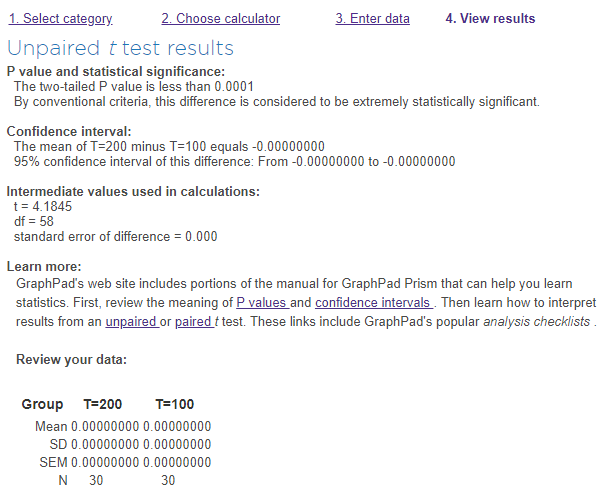 1. Select category 2. Choose calculator 3. Enter data 4. View results
Unpaired t test results
P value and statistical significance:
The two-tailed P value is less than 0.0001
By conventional criteria, this difference is considered to be extremely statistically significant.
Confidence interval:
The mean of T=200 minus T=100 equals -0.00000000
95% confidence interval of this difference: From -0.00000000 to -0.00000000
Intermediate values used in calculations:
t = 4.1845
df = 58
standard error of difference = 0.000
Learn more:
GraphPad's web site includes portions of the manual for GraphPad Prism that can help you learn
statistics. First, review the meaning of P values and confidence intervals . Then learn how to interpret
results from an unpaired or paired t test. These links include GraphPad's popular analysis checklists .
Review your data:
Group T=200 T=100
Mean 0.00000000 0.00000000
SD 0.00000000 0.00000000
SEM 0.00000000 0.00000000
N 30 30